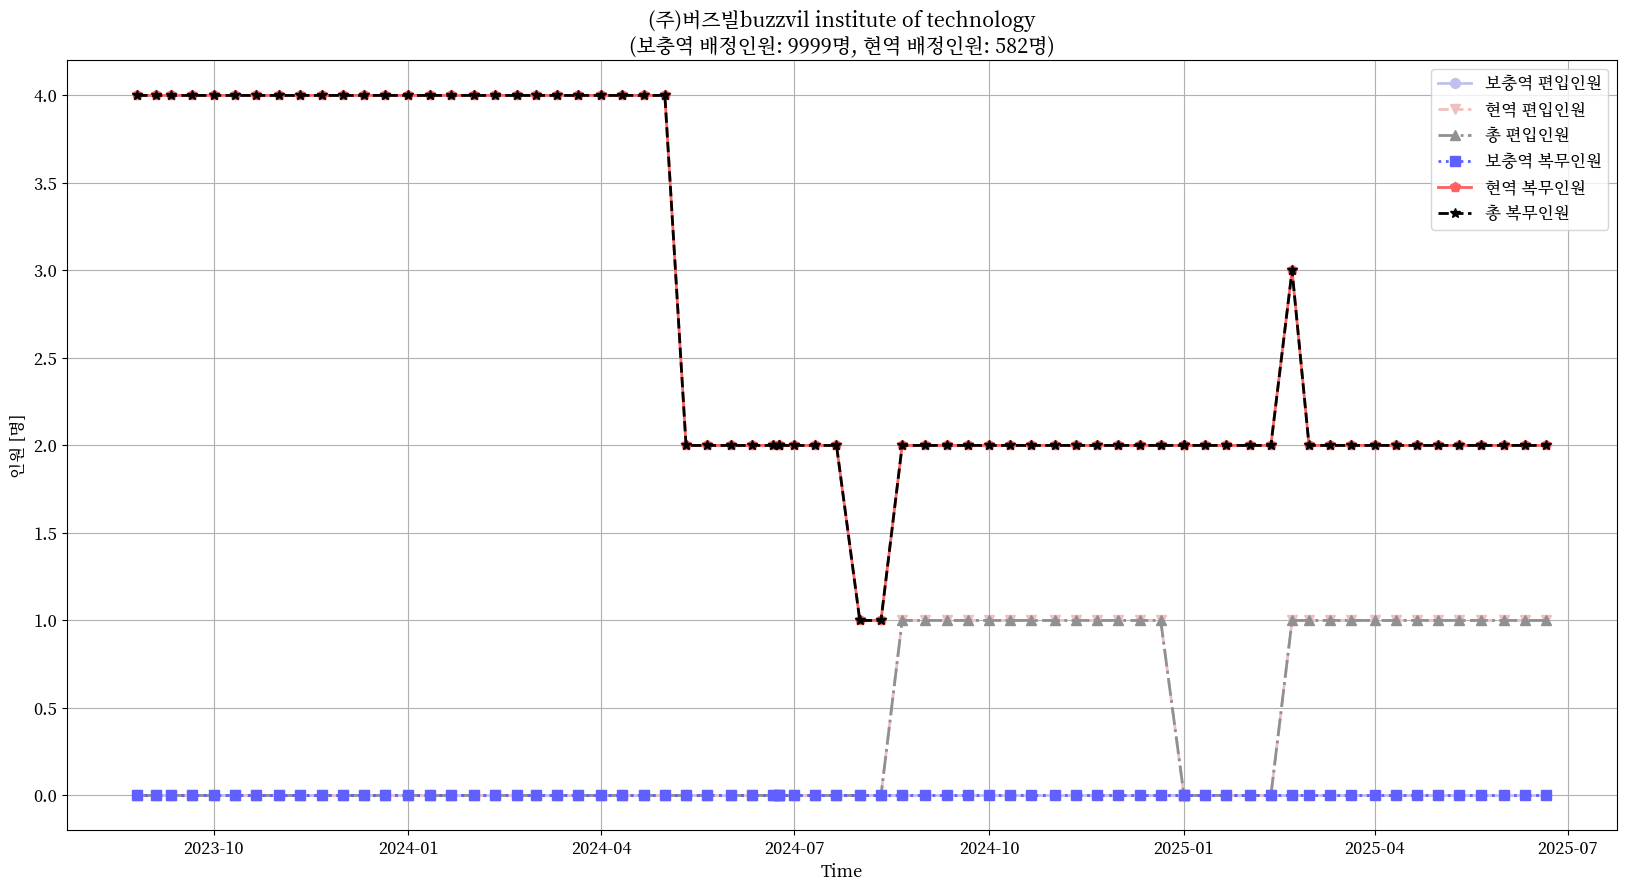 (주)버즈빌buzzvil institute of technology
(보충역 배정인원: 9999명, 현역 배정인원: 582명)
보충역 편입인원
현역 편입인원
총 편입인원
보충역 복무인원
현역 복무인원
총 복무인원
인원 [명]
4.0
3.5
3.0
2.5
2.0
1.5
1.0
0.5
0.0
2023-10
2024-01
2024-04
2024-07
2024-10
2025-01
2025-04
2025-07
Time